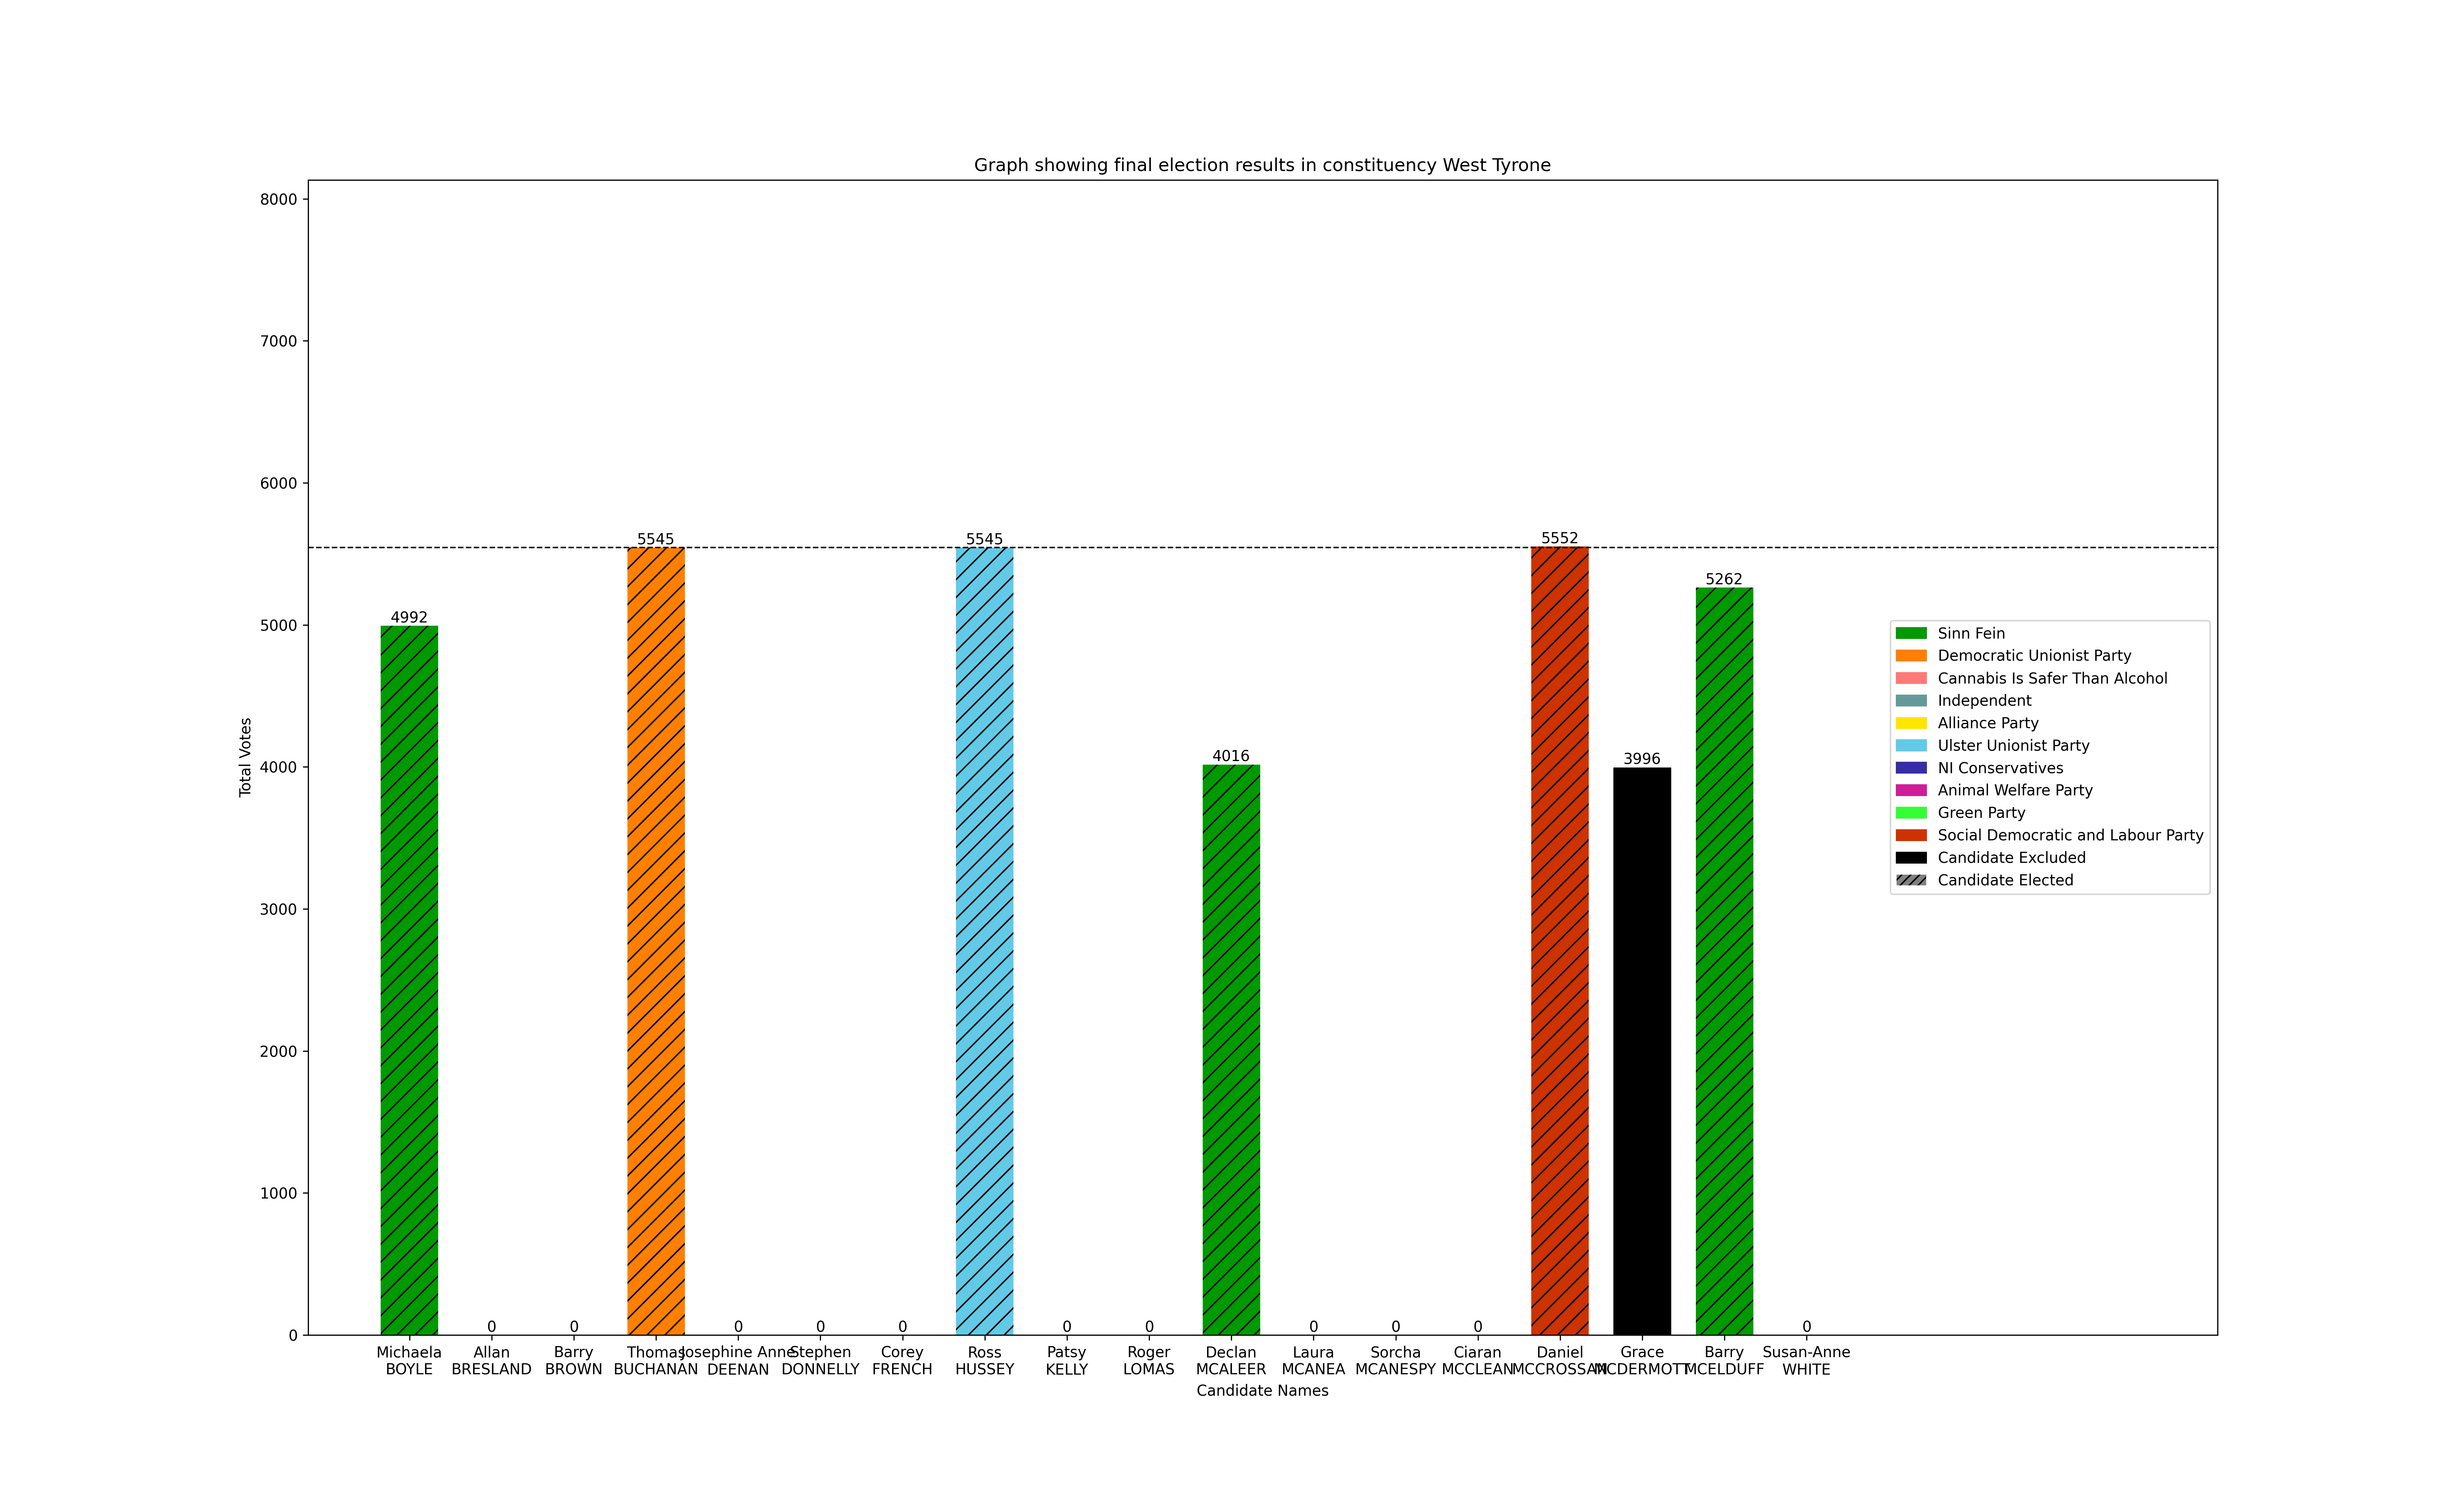 Graph showing final election results in constituency West Tyrone
8000
7000
6000
5000
4000
3000
2000
1000
0
Total Votes
4992
0
0
5545
0
0
0
5545
0
0
4016
0
0
0
5552
3996
5262
0
Michaela
BOYLE
Allan
BRESLAND
Barry
BROWN
Thomas
BUCHANAN
Josephine Anne
DEENAN
Stephen
DONNELLY
Corey
FRENCH
Ross
HUSSEY
Patsy
KELLY
Roger
LOMAS
Declan
MCALEER
Laura
MCANEA
Sorcha
MCANESPY
Ciaran
MCCLEAN
Daniel
MCCROSSAN
Grace
MCDERMOTT
Barry
MCELDUFF
Susan-Anne
WHITE
Candidate Names
Sinn Fein
Democratic Unionist Party
Cannabis Is Safer Than Alcohol
Independent
Alliance Party
Ulster Unionist Party
NI Conservatives
Animal Welfare Party
Green Party
Social Democratic and Labour Party
Candidate Excluded
Candidate Elected